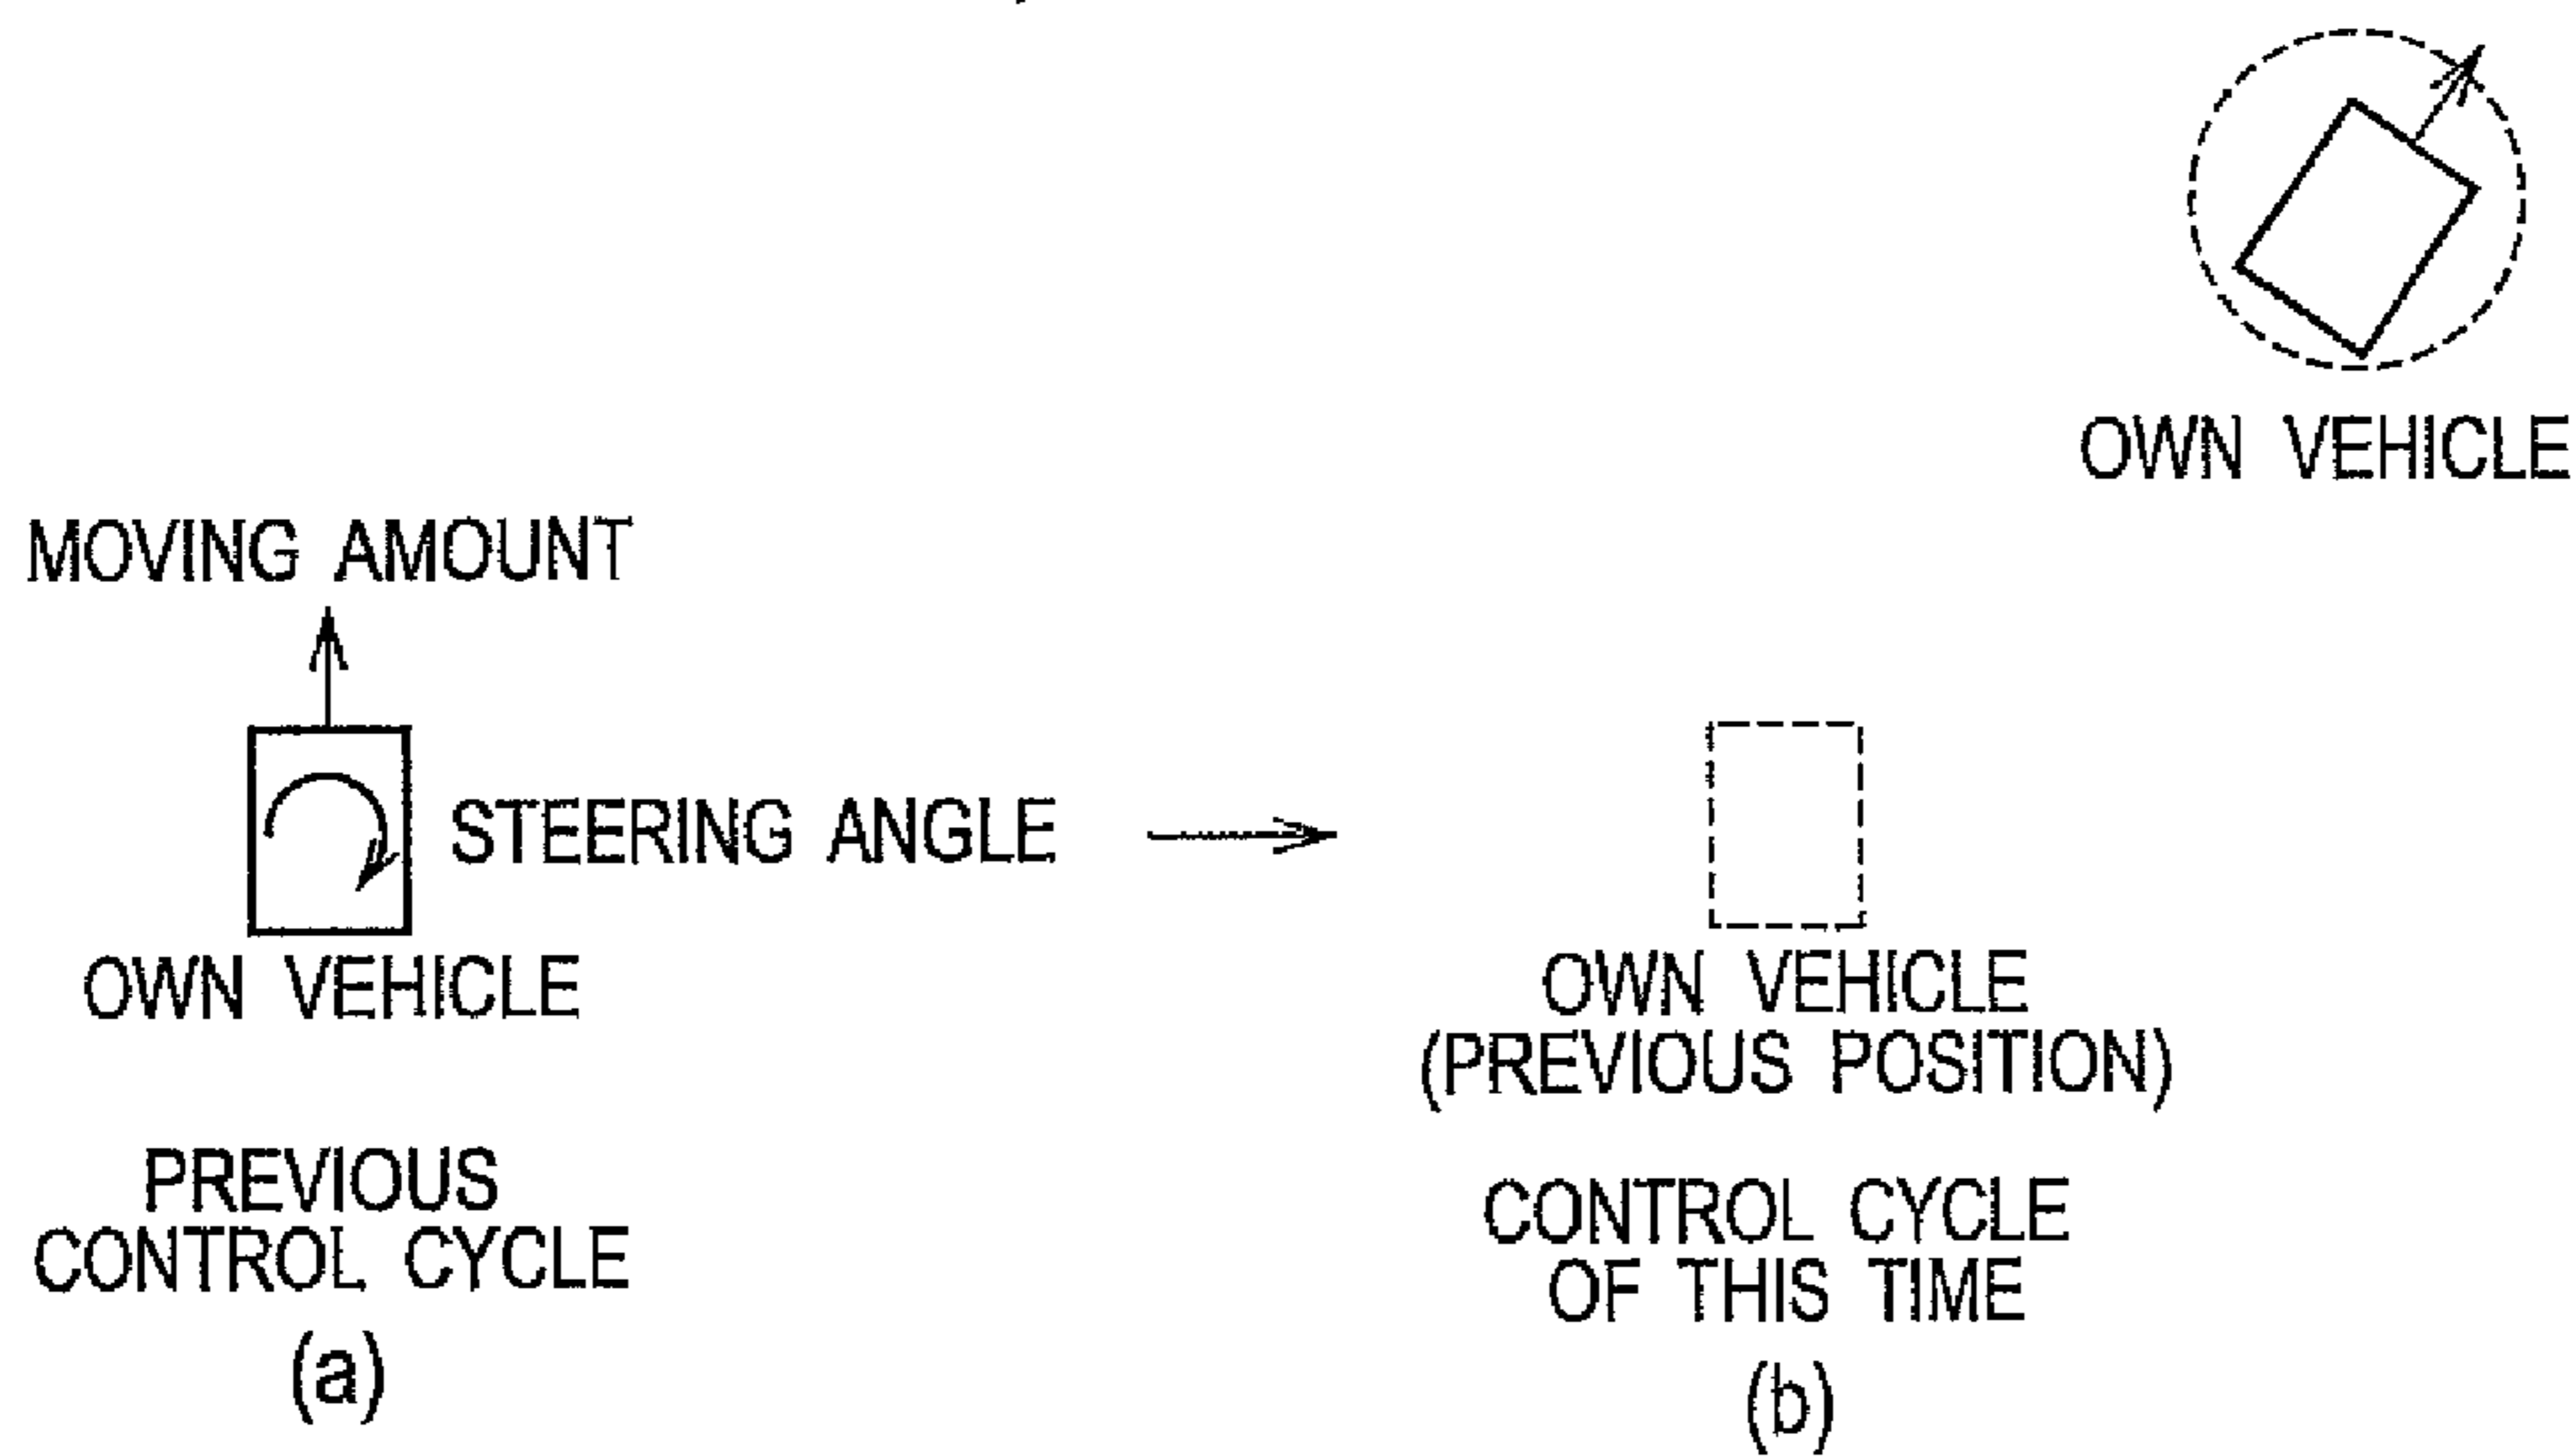 MOVING AMOUNT
STEERING ANGLE
OWN VEHICLE
PREVIOUS
CONTROL CYCLE
(a)
OWN VEHICLE
OWN VEHICLE
(PREVIOUS POSITION)
CONTROL CYCLE
OF THIS TIME
(b)